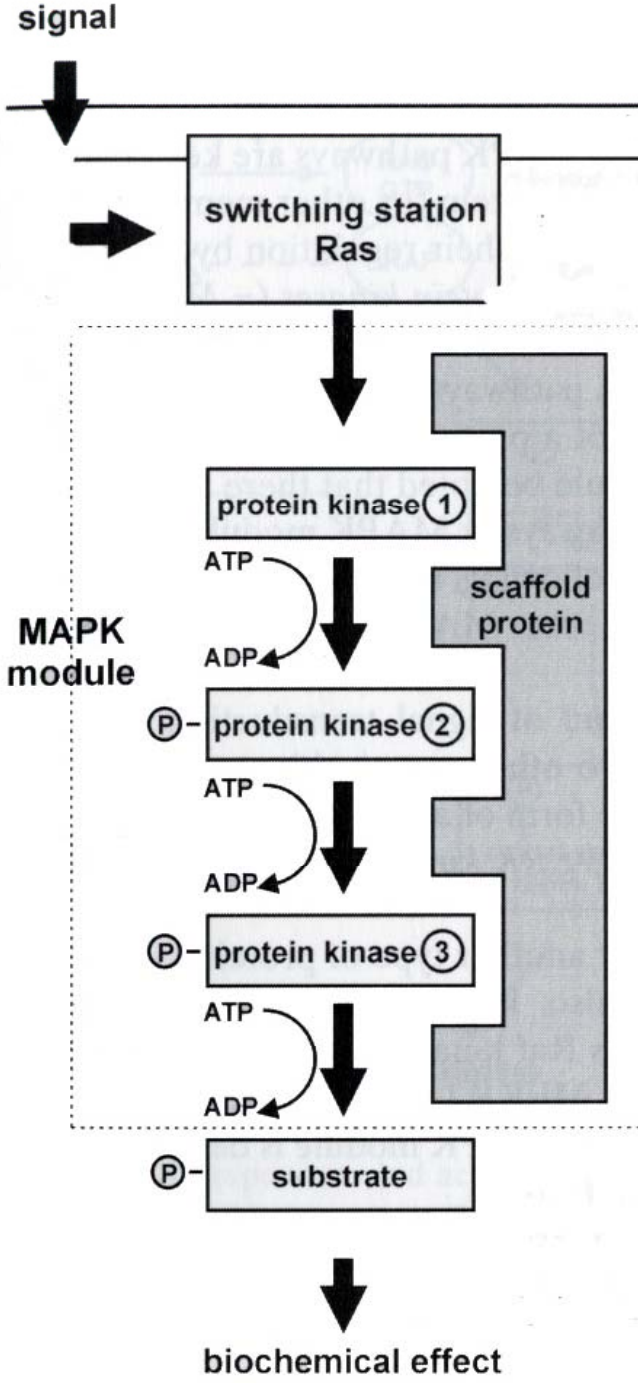 signal
switching station
Ras
protein kinase 1
ATP
ADP
scaffold
protein
MAPK
module
P
protein kinase 2
ATP
ADP
P
protein kinase 3
ATP
ADP
P
substrate
biochemical effect